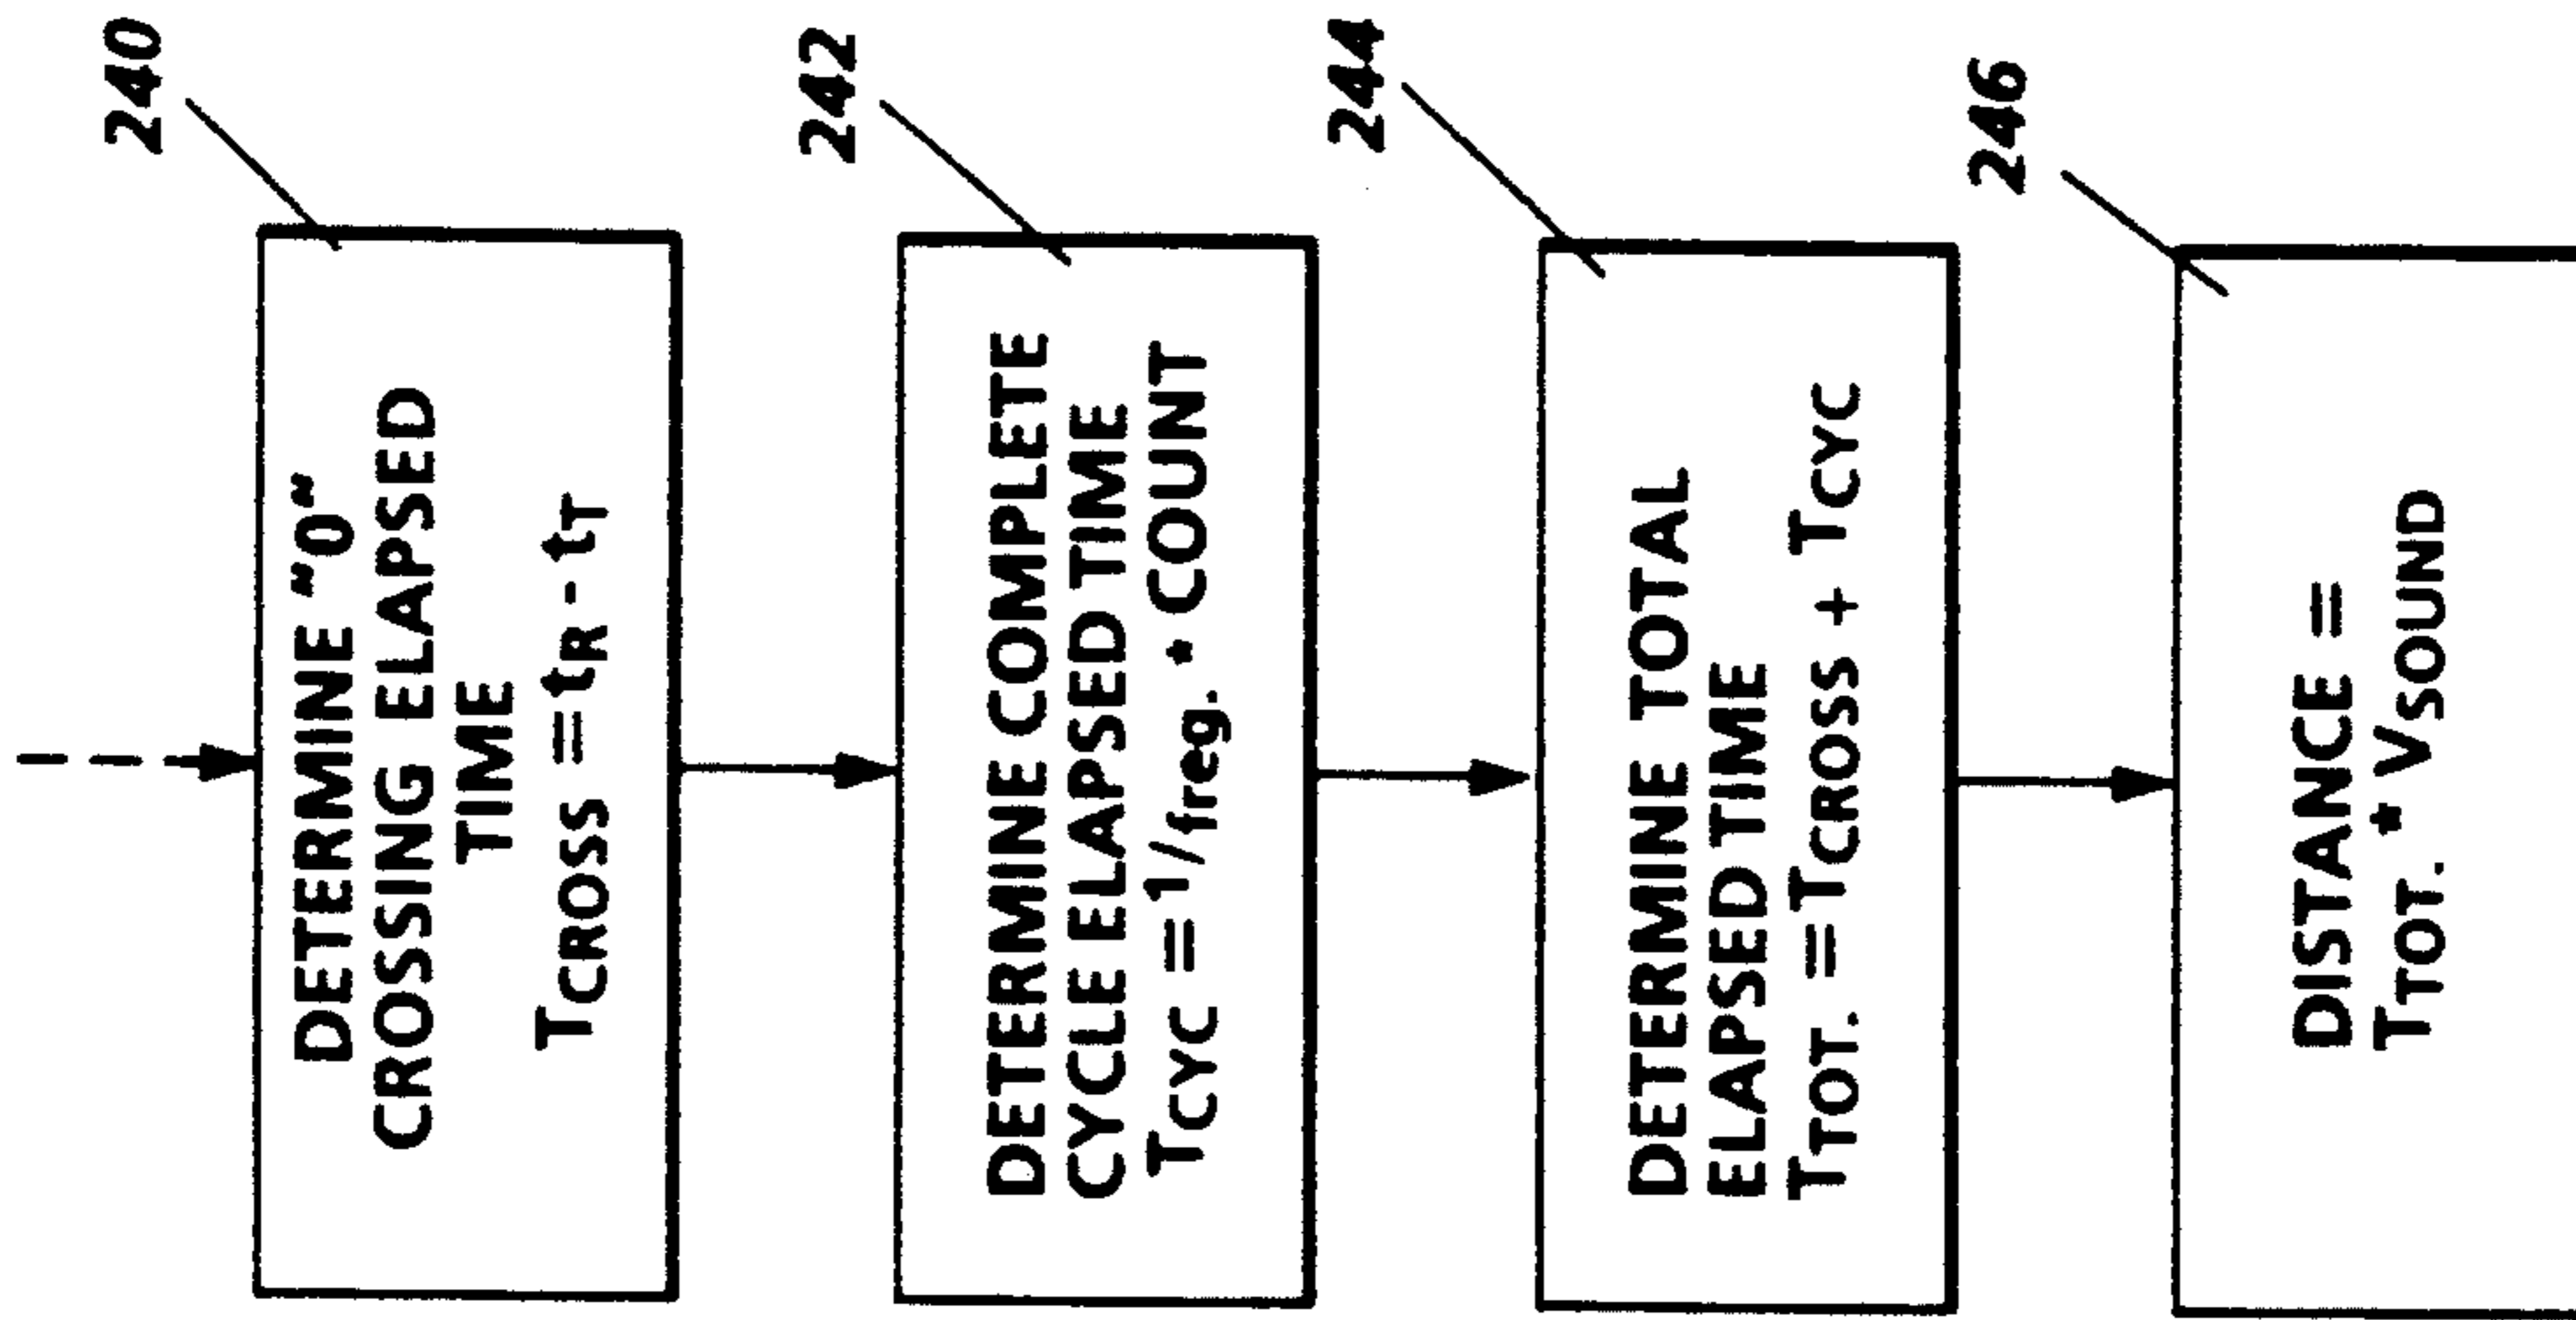 240
DETERMINE "0"
CROSSING ELAPSED
TIME
TCROSS = tR - tT
242
DETERMINE COMPLETE
CYCLE ELAPSED TIME
TCYC = 1/freg. * COUNT
244
DETERMINE TOTAL
ELAPSED TIME
TTOT. = TCROSS + TCYC
246
DISTANCE =
TTOT. * VSOUND